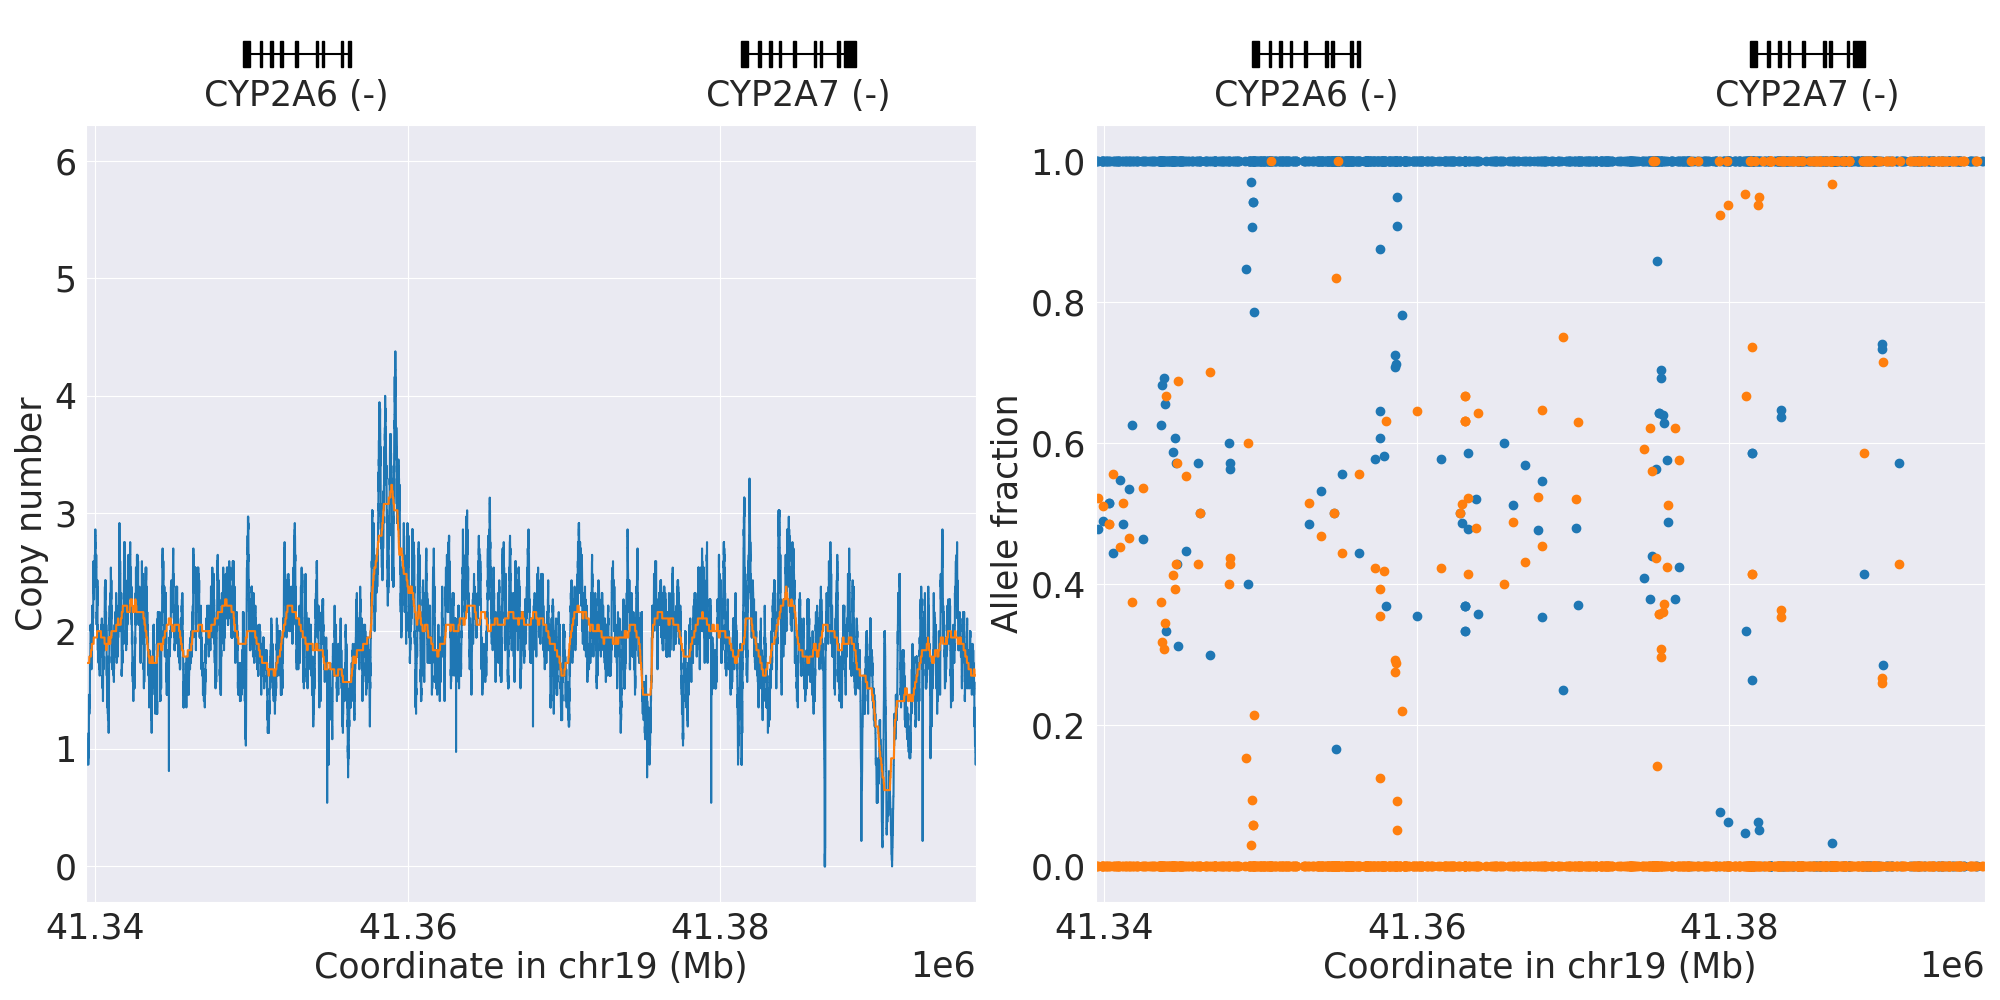 CYP2A6 (-)
CYP2A7 (-)
CYP2A6 (-)
CYP2A7 (-)
Copy number
6
5
4
3
2
1
0
41.34
41.36
41.38
Coordinate in chr19 (Mb)
1e6
Allele fraction
1.0
0.8
0.6
0.4
0.2
0.0
41.34
41.36
41.38
Coordinate in chr19 (Mb)
1e6